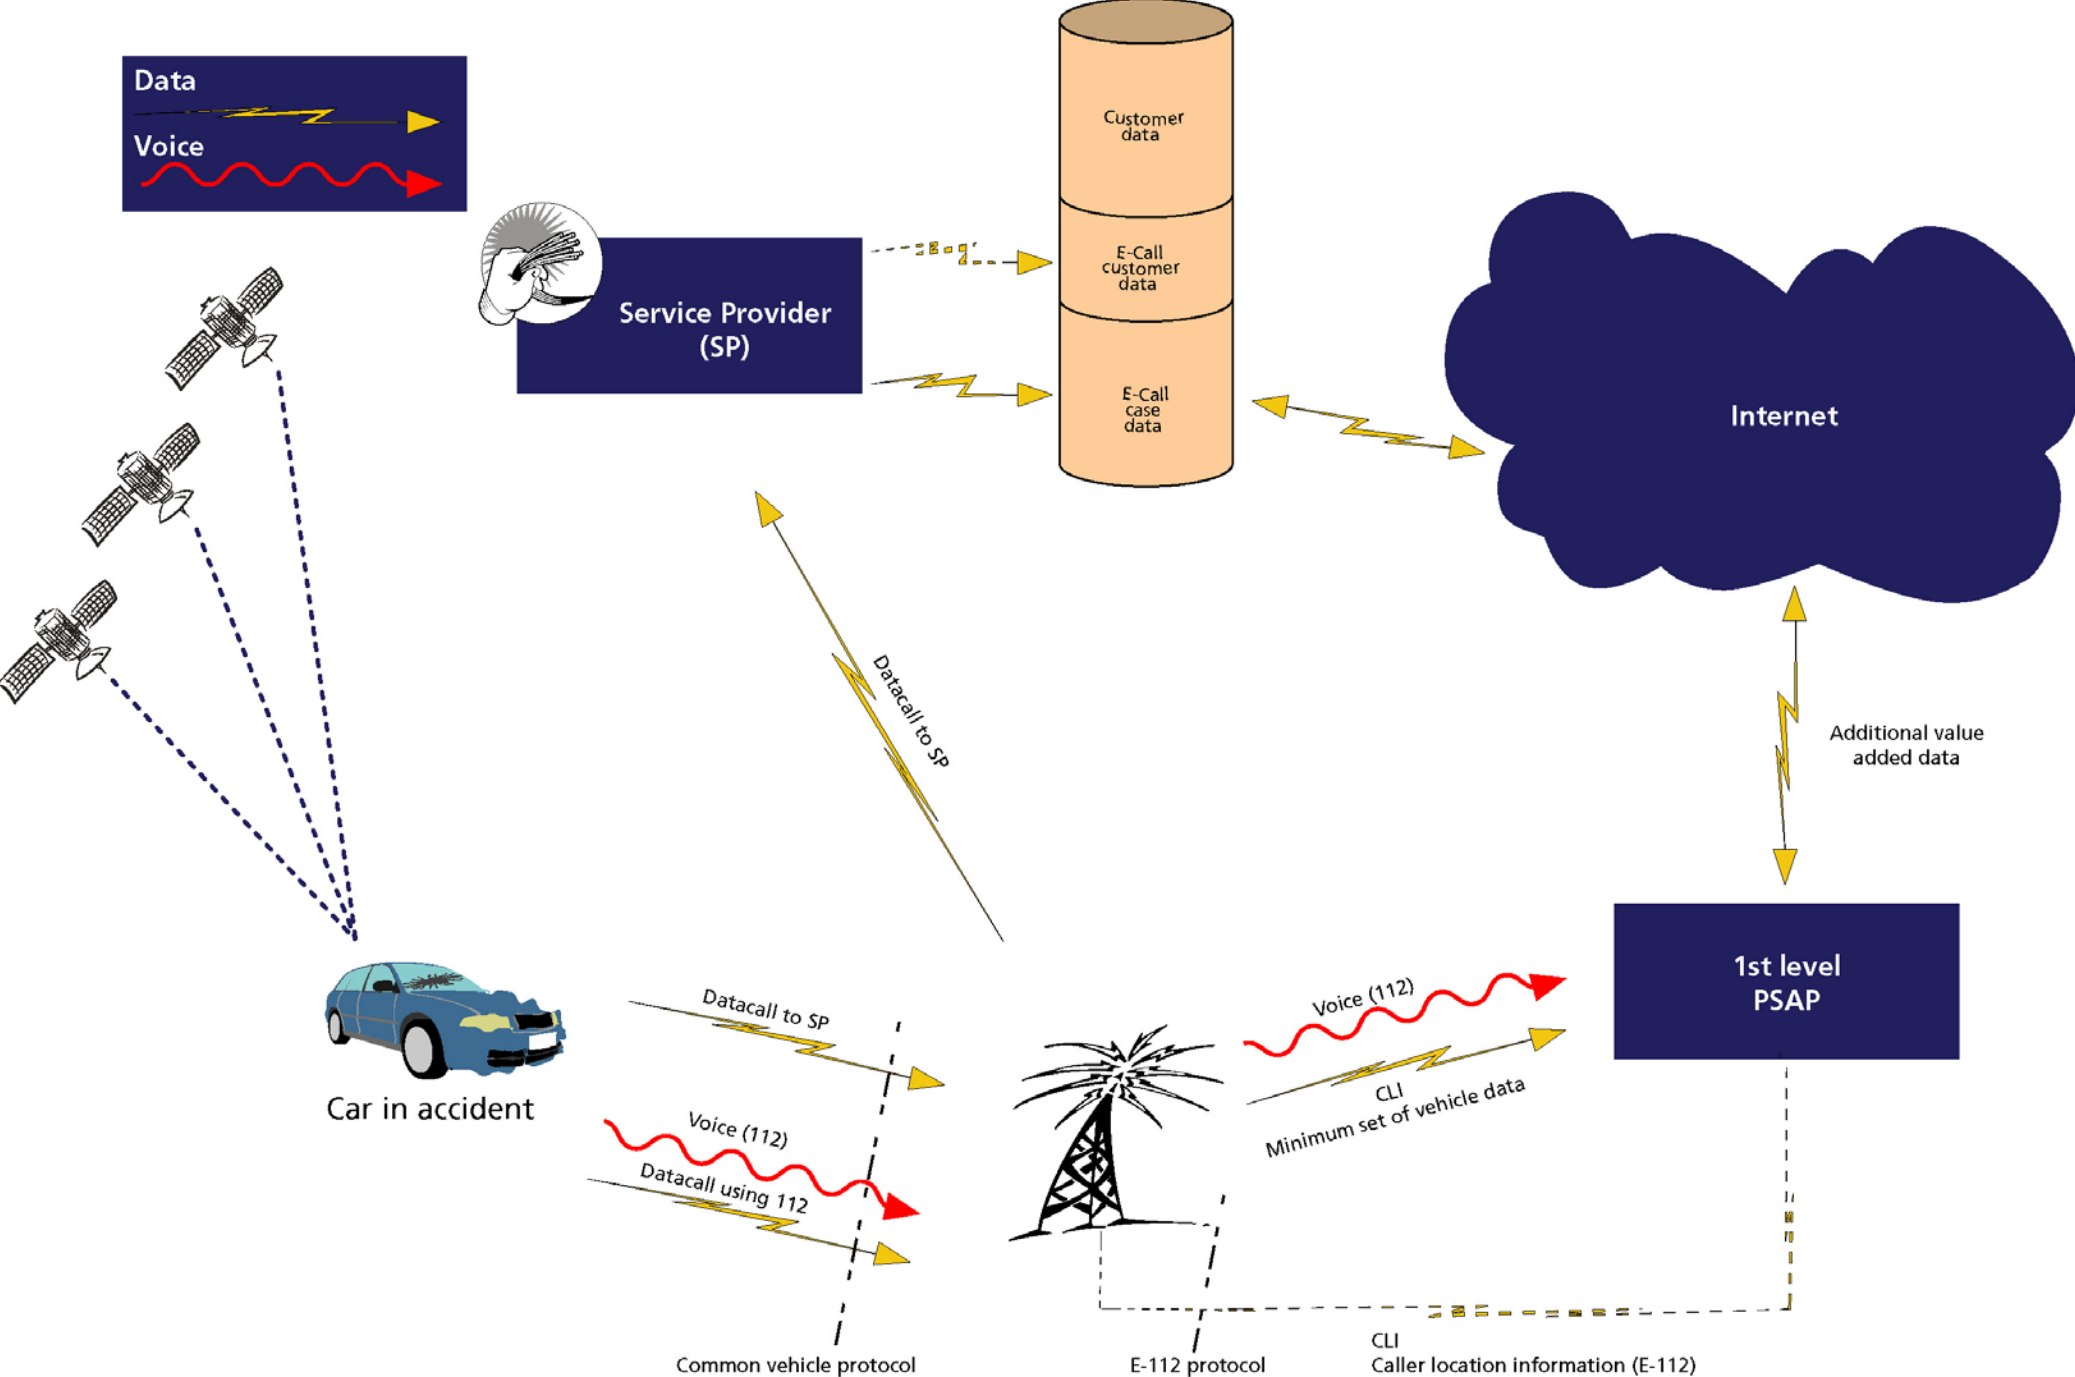 Data
Voice
Service Provider
(SP)
Customer
data
E-Call
customer
data
E-Call
case
data
Internet
Datacall to SP
Additional value
added data
1st level
PSAP
Car in accident
Datacall to SP
Voice (112)
Datacall using 112
Voice (112)
CLI
Minimum set of vehicle data
Common vehicle protocol
E-112 protocol
CLI
Caller location information (E-112)